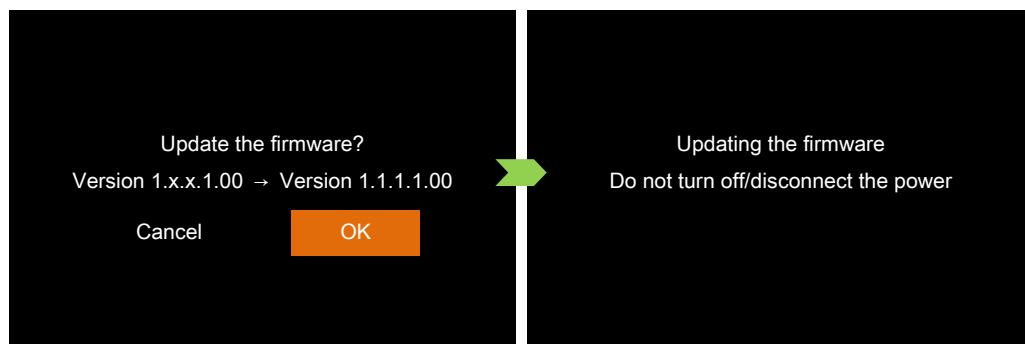 Update the firmware?
Version 1.x.x.1.00 → Version 1.1.1.1.00
Cancel
OK
Updating the firmware
Do not turn off/disconnect the power